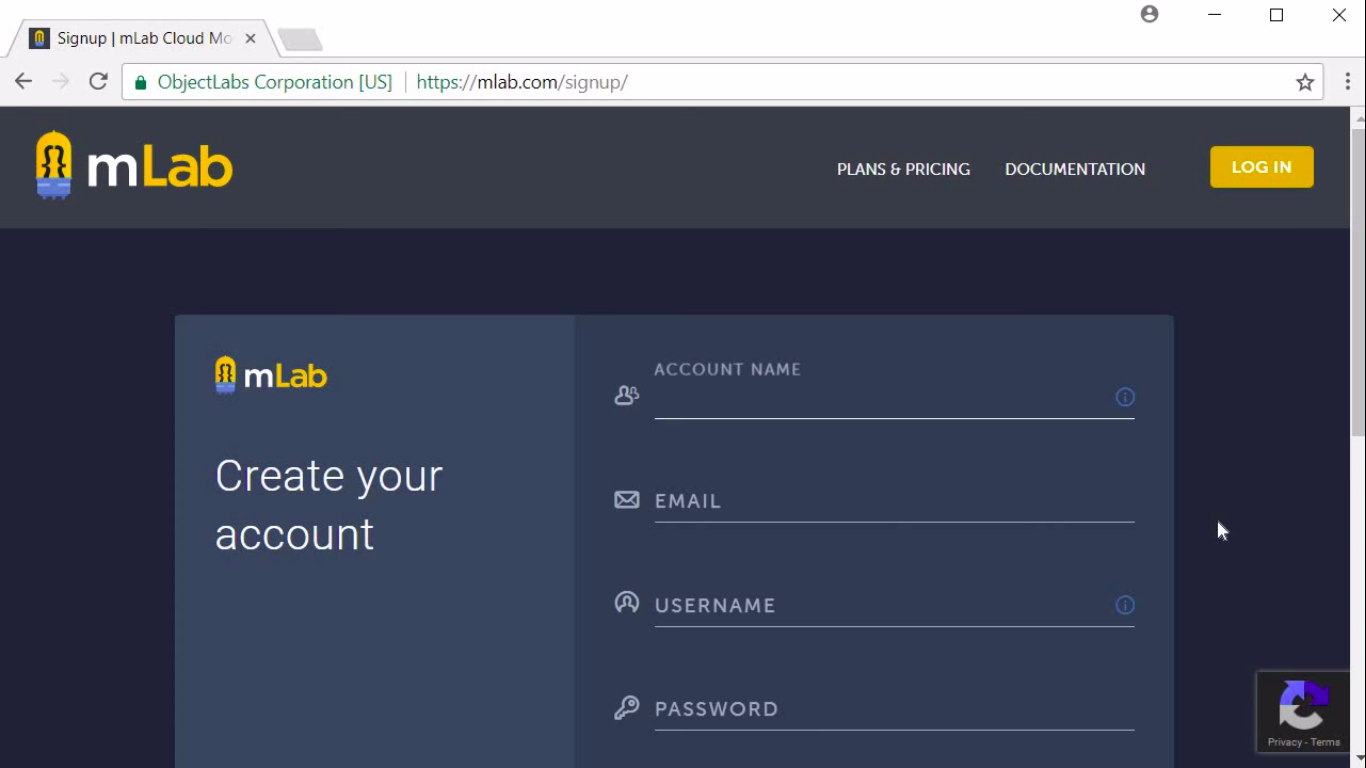 Signup | mLab Cloud Mo
ObjectLabs Corporation [US]
https://mlab.com/signup/
mLab
PLANS & PRICING
DOCUMENTATION
LOG IN
mLab
Create your
account
ACCOUNT NAME
EMAIL
USERNAME
PASSWORD
Privacy - Terms